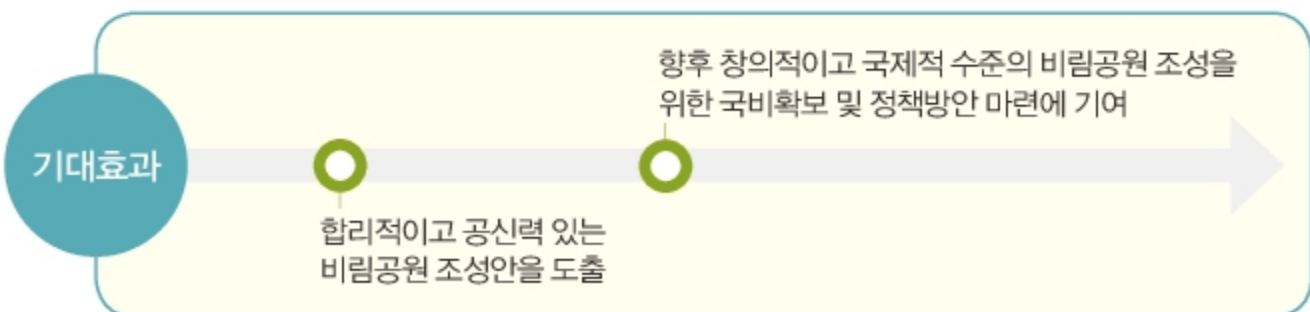 기대효과
합리적이고 공신력 있는
비림공원 조성안을 도출
향후 창의적이고 국제적 수준의 비림공원 조성을
위한 국비확보 및 정책방안 마련에 기여